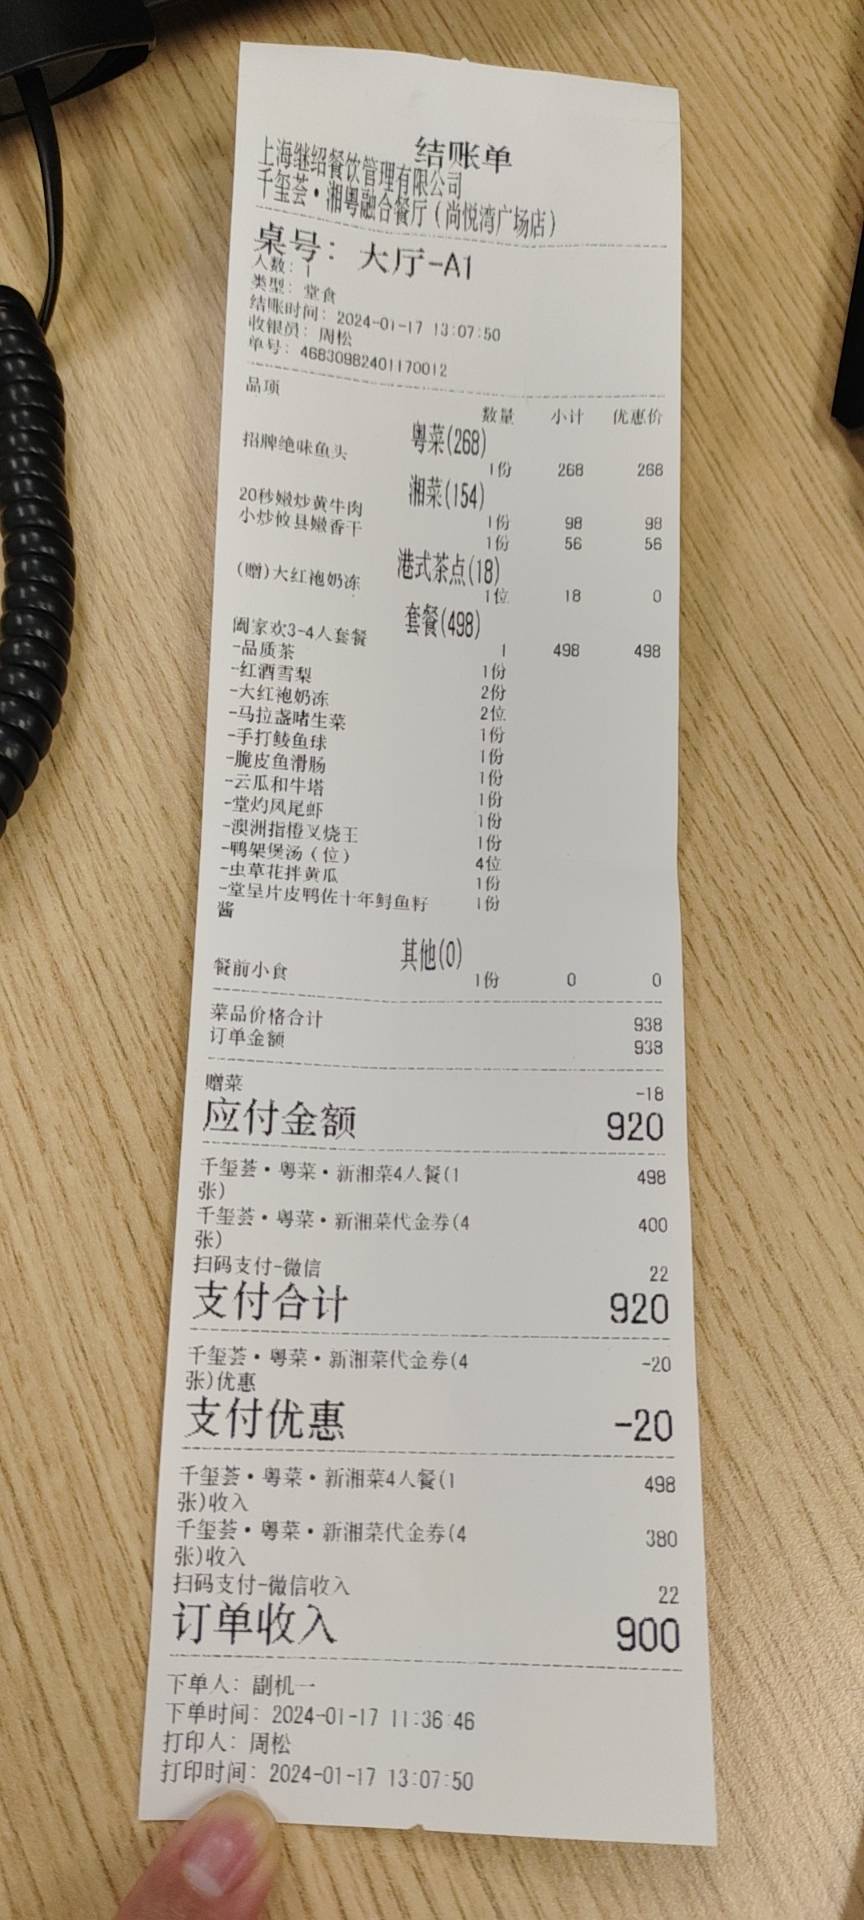 结账单
上海继绍餐饮管理有限公司
千玺荟·湘粤融合餐厅(尚悦湾广场店)
桌号: 大厅-A1
人数: 1
类型: 堂食
结账时间: 2024-01-17 13:07:50
收银员: 周松
单号: 46830982401170012
品项 数量 小计 优惠价
粤菜(268)
招牌绝味鱼头 1份 268 268
湘菜(154)
20秒嫩炒黄牛肉 1份 98 98
小炒攸县嫩香干 1份 56 56
港式茶点(18)
(赠)大红袍奶冻 1位 18 0
套餐(498)
阖家欢3-4人套餐 1 498 498
-品质茶 1份
-红酒雪梨 2份
-大红袍奶冻 2位
-马拉盏啫生菜 1份
-手打鲮鱼球 1份
-脆皮鱼滑肠 1份
-云瓜和牛塔 1份
-堂灼凤尾虾 1份
-澳洲指橙叉烧王 1份
-鸭架煲汤(位) 4位
-虫草花拌黄瓜 1份
-堂呈片皮鸭佐十年鲟鱼籽 1份
酱
其他(0)
餐前小食 1份 0 0
菜品价格合计 938
订单金额 938
赠菜 -18
应付金额 920
千玺荟·粤菜·新湘菜4人餐(1 498
张)
千玺荟·粤菜·新湘菜代金券(4 400
张)
扫码支付-微信 22
支付合计 920
千玺荟·粤菜·新湘菜代金券(4 -20
张)优惠
支付优惠 -20
千玺荟·粤菜·新湘菜4人餐(1 498
张)收入
千玺荟·粤菜·新湘菜代金券(4 380
张)收入
扫码支付-微信收入 22
订单收入 900
下单人: 副机一
下单时间: 2024-01-17 11:36:46
打印人: 周松
打印时间: 2024-01-17 13:07:50